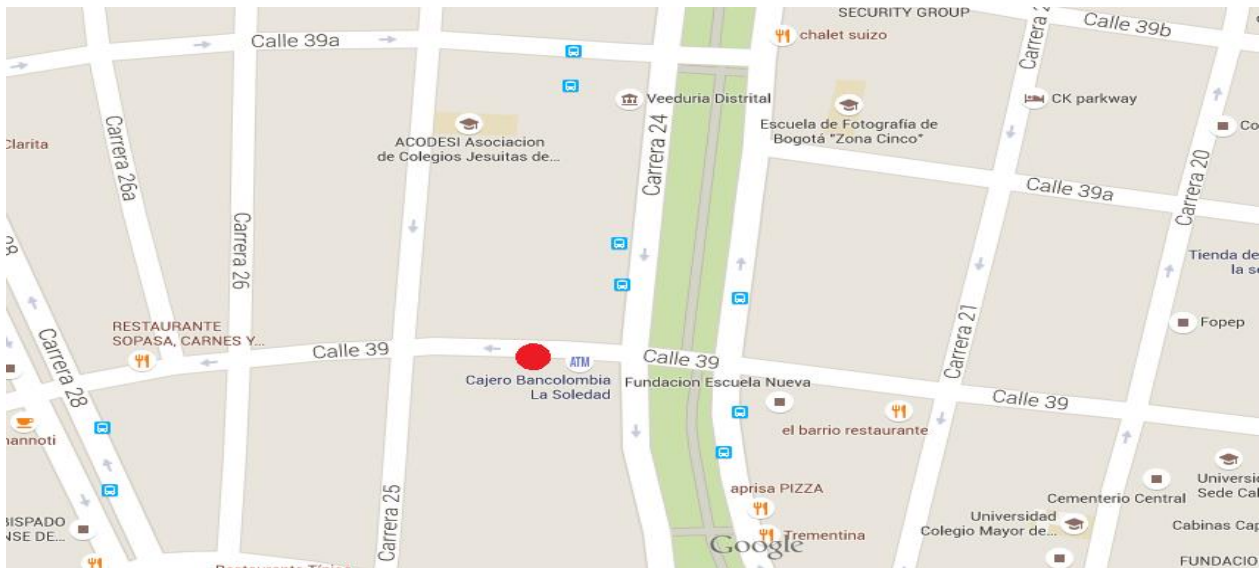 SECURITY GROUP
Calle 39b
chalet suizo
Calle 39a
Carrera 2
CK parkway
Veeduria Distrital
Escuela de Fotografía de
Bogotá "Zona Cinco"
Co
ACODESI Asociacion
de Colegios Jesuitas de...
Clarita
Carrera 26a
Carrera 24
Carrera 20
Calle 39a
Carrera 26
Tienda de
la s
Fopep
RESTAURANTE
SOPASA, CARNES Y...
Carrera 28
Calle 39
ATM
Calle 39
Carrera 21
Cajero Bancolombia
La Soledad
Fundacion Escuela Nueva
Calle 39
el barrio restaurante
nannoti
Carrera 25
aprisa PIZZA
Cementerio Central
Universi
Sede Cal
BISPADO
NSE DE...
Universidad
Colegio Mayor de...
Cabinas Cap
Trementina
Google
FUNDACIO